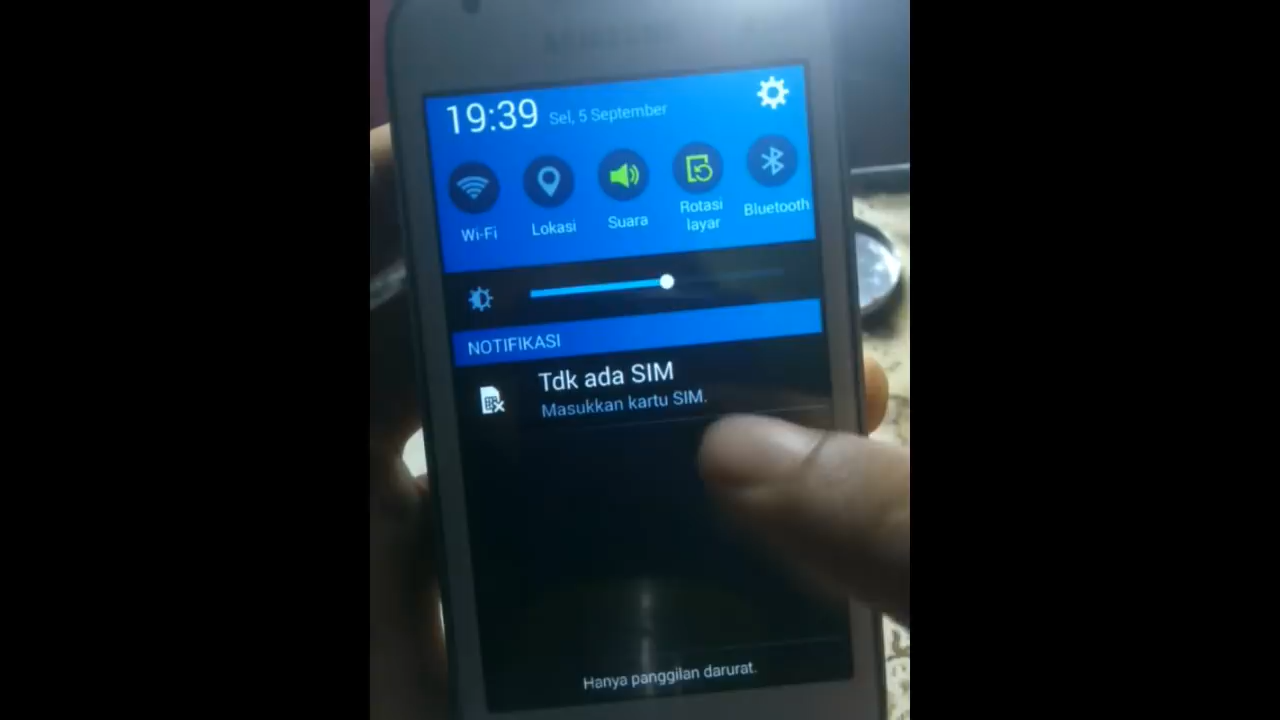 19:39 Sel, 5 September
Wi-Fi
Lokasi
Suara
Rotasi
layar
Bluetooth
NOTIFIKASI
Tdk ada SIM
Masukkan kartu SIM.
Hanya panggilan darurat.